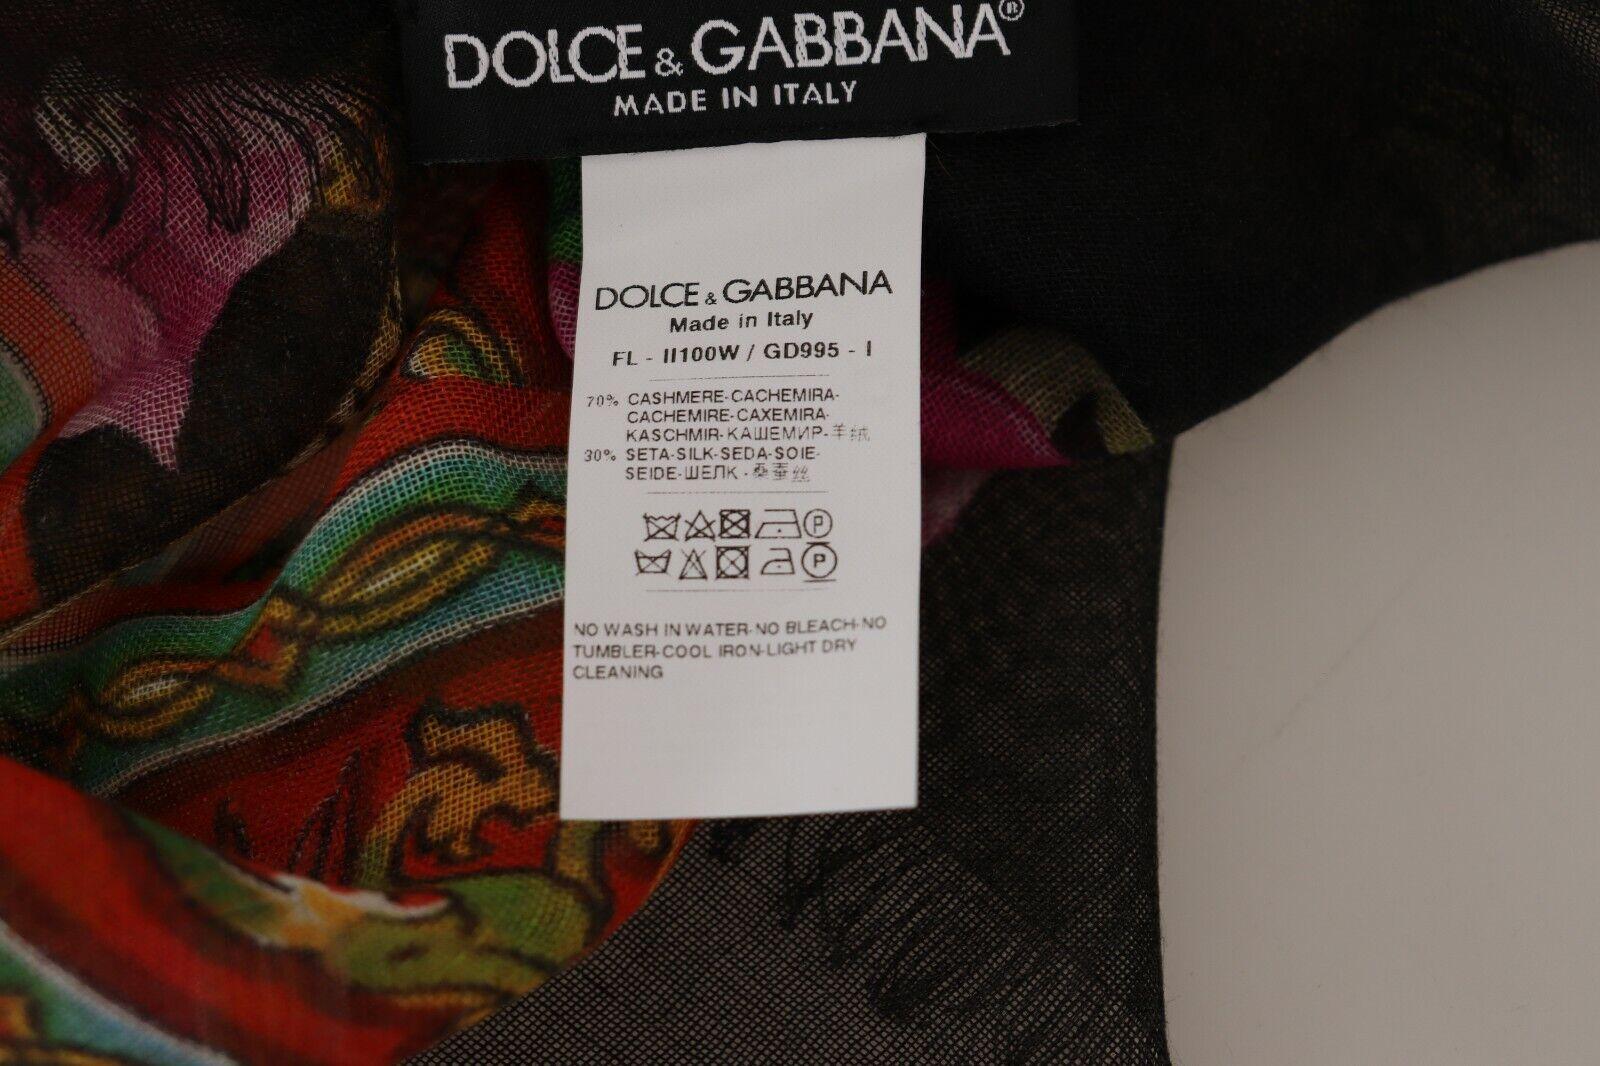 DOLCE & GABBANA®
MADE IN ITALY
DOLCE & GABBANA
Made in Italy
FL - II100W / GD995 - I
70% CASHMERE-CACHEMIRA-
CACHEMIRE-CAXEMIRA-
KASCHMIR-КАШЕМИР-羊绒
30% SETA-SILK-SEDA-SOIE-
SEIDE-ШЕЛК-桑蚕丝
P
P
NO WASH IN WATER-NO BLEACH-NO
TUMBLER-COOL IRON-LIGHT DRY
CLEANING